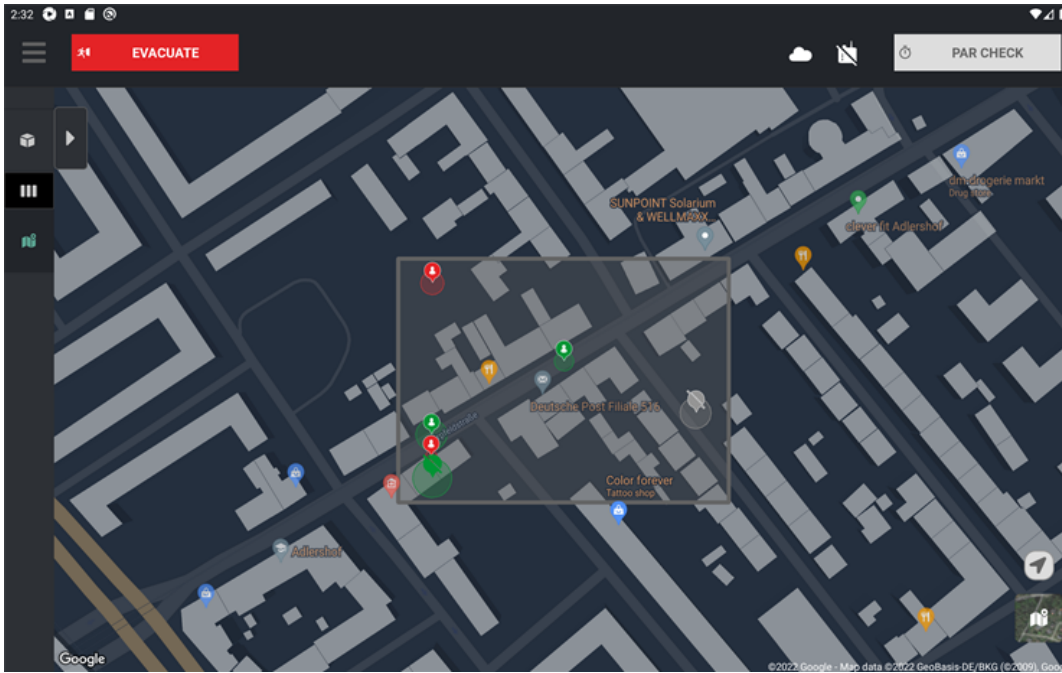 2:32
EVACUATE
PAR CHECK
dm drogerie markt
Drug store
SUNPOINT Solarium
& WELLMAXX...
clever fit Adlershof
Deutsche Post Filiale 516
Color forever
Tattoo shop
Adlershof
Google
©2022 Google - Map data ©2022 GeoBasis-DE/BKG (©2009), Goo